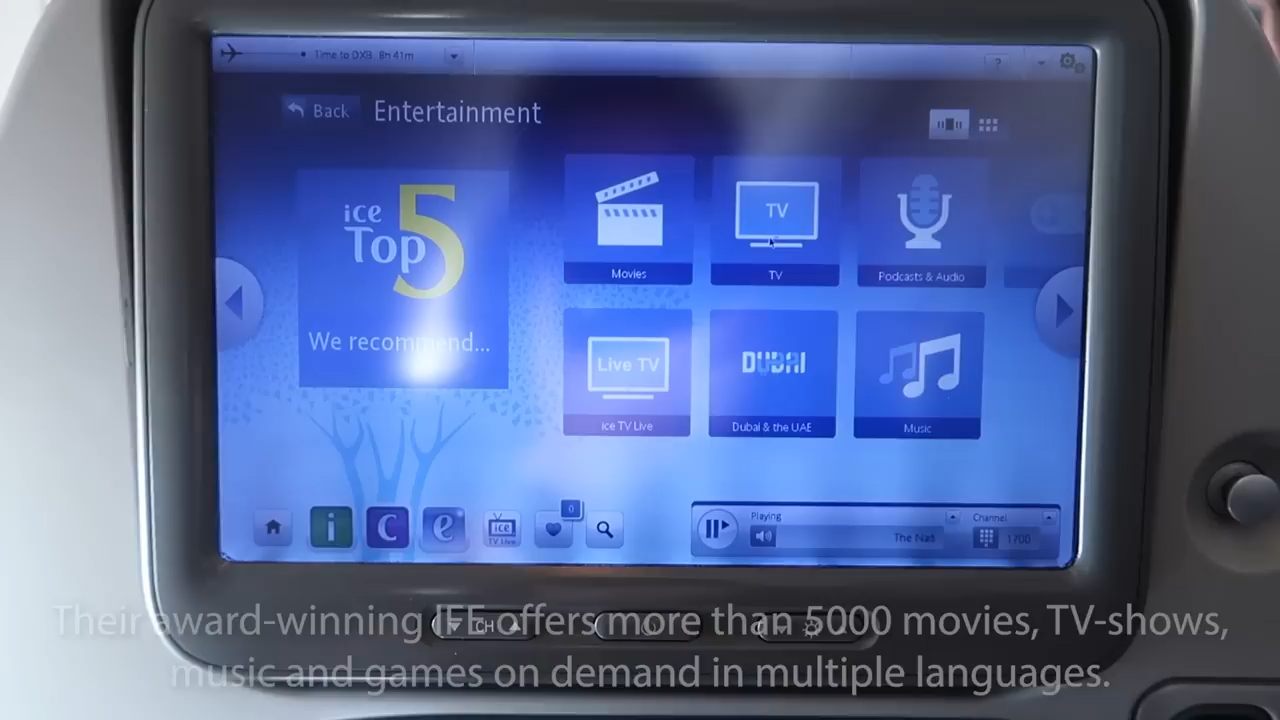 Time to DXB 8h 41m
?
Back
Entertainment
ice
Top 5
We recommend...
Movies
TV
TV
Podcasts & Audio
Live TV
ice TV Live
DUBAI
Dubai & the UAE
Music
i
C
e
ice
TV Live
0
Playing
Channel
The Nati
1700
CH
Their award-winning IFE offers more than 5000 movies, TV-shows,
music and games on demand in multiple languages.